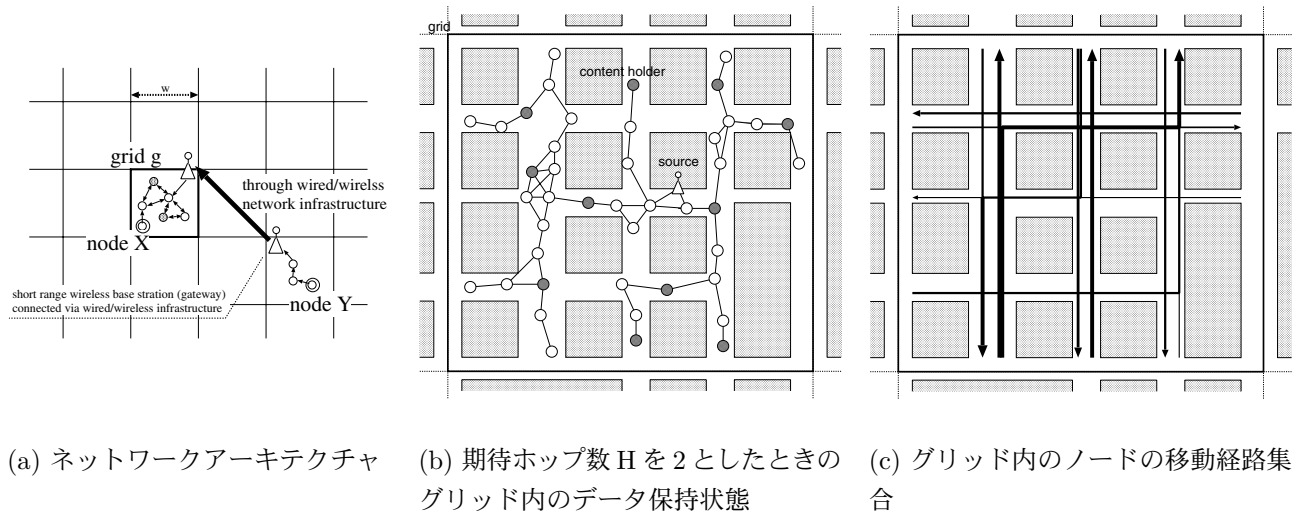 w
grid g
through wired/wirelss
network infrastructure
node X
short range wireless base stration (gateway)
connected via wired/wireless infrastructure
node Y
grid
content holder
source
(a) ネットワークアーキテクチャ
(b) 期待ホップ数 H を 2 としたときの
グリッド内のデータ保持状態
(c) グリッド内のノードの移動経路集
合